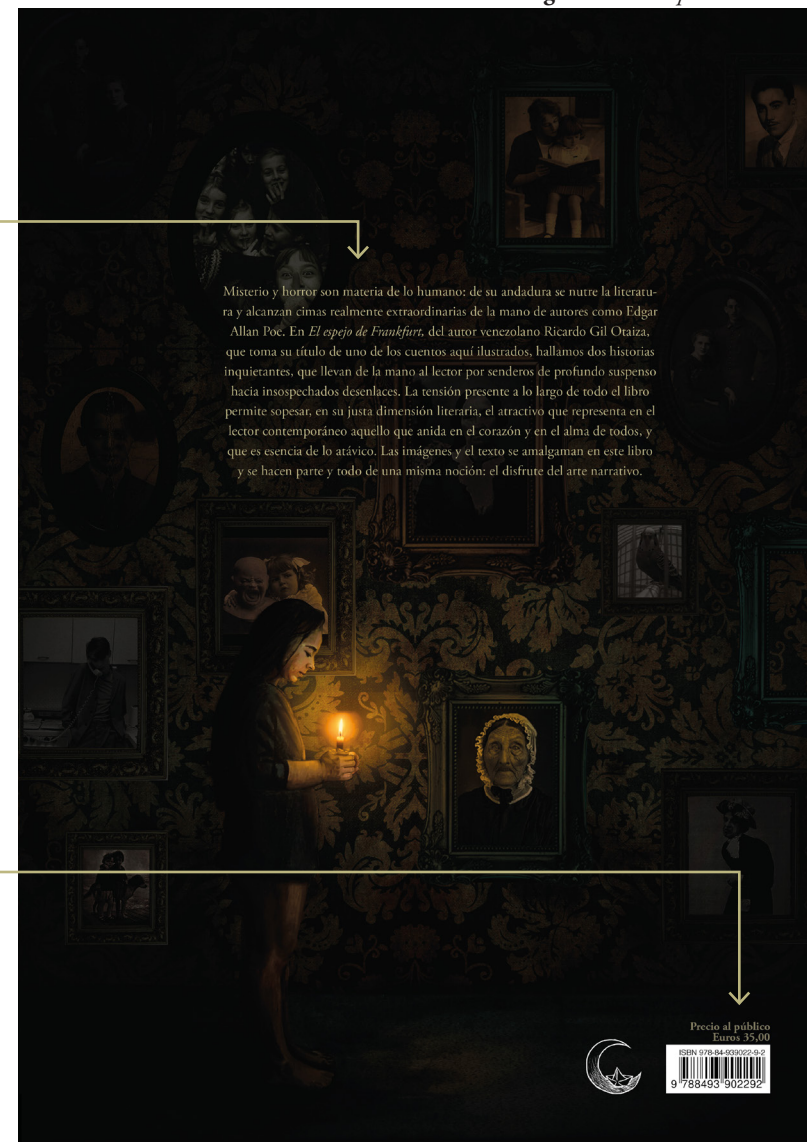 Misterio y horror son materia de lo humano: de su andadura se nutre la literatu-
ra y alcanzan cimas realmente extraordinarias de la mano de autores como Edgar
Allan Poe. En El espejo de Frankfurt, del autor venezolano Ricardo Gil Otaiza,
que toma su título de uno de los cuentos aquí ilustrados, hallamos dos historias
inquietantes, que llevan de la mano al lector por senderos de profundo suspenso
hacia insospechados desenlaces. La tensión presente a lo largo de todo el libro
permite sopesar, en su justa dimensión literaria, el atractivo que representa en el
lector contemporáneo aquello que anida en el corazón y en el alma de todos, y
que es esencia de lo atávico. Las imágenes y el texto se amalgaman en este libro
y se hacen parte y todo de una misma noción: el disfrute del arte narrativo.
Precio al público
Euros 35,00
ISBN 978-84-939022-9-2
9 788493 902292